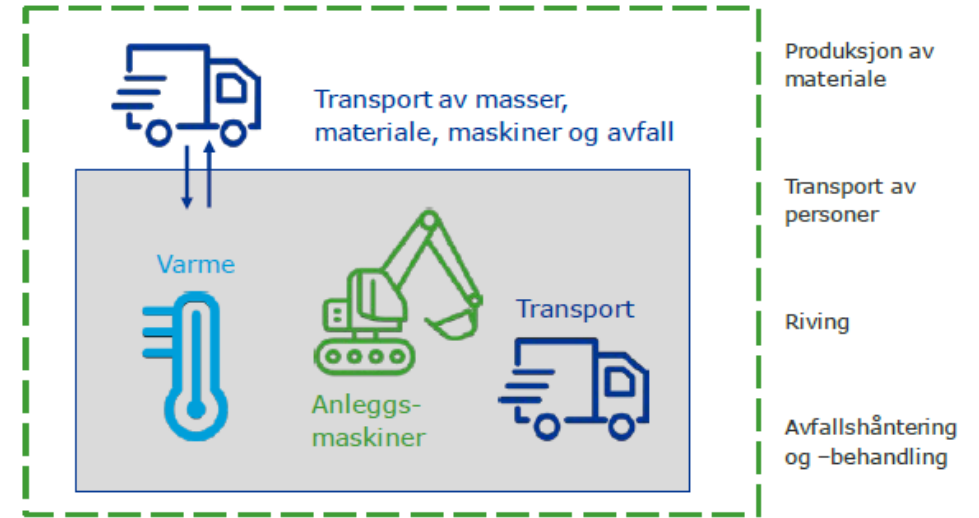 Transport av masser,
materiale, maskiner og avfall
Varme
Anleggs-
maskiner
Transport
Produksjon av
materiale
Transport av
personer
Riving
Avfallshåntering
og –behandling